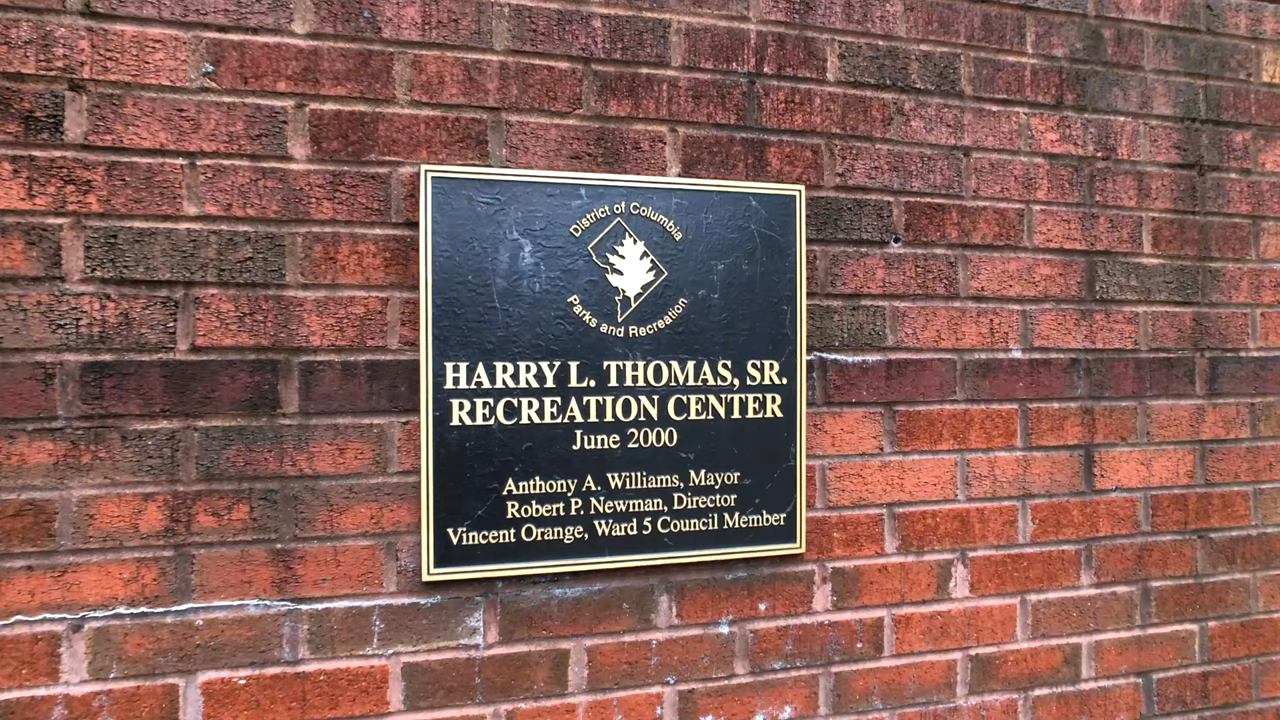 District of Columbia
Parks and Recreation
HARRY L. THOMAS, SR.
RECREATION CENTER
June 2000
Anthony A. Williams, Mayor
Robert P. Newman, Director
Vincent Orange, Ward 5 Council Member